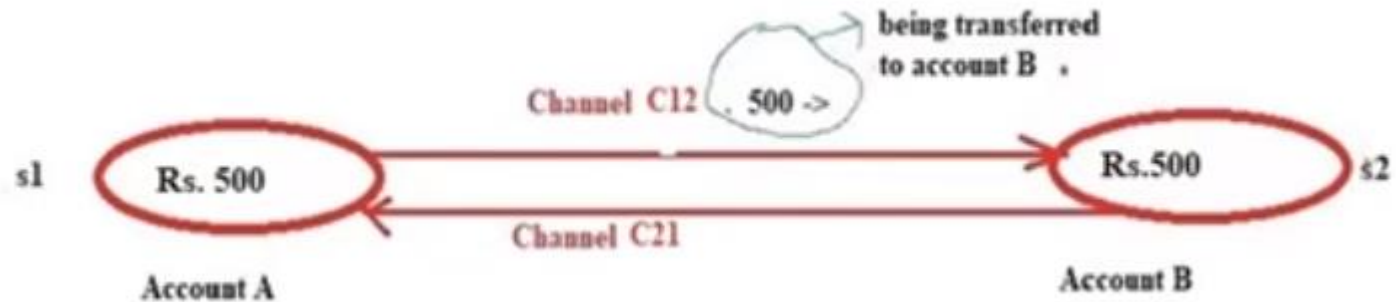 being transferred
to account B .
Channel C12 . 500 ->
s1 Rs. 500 Rs.500 s2
Channel C21
Account A Account B